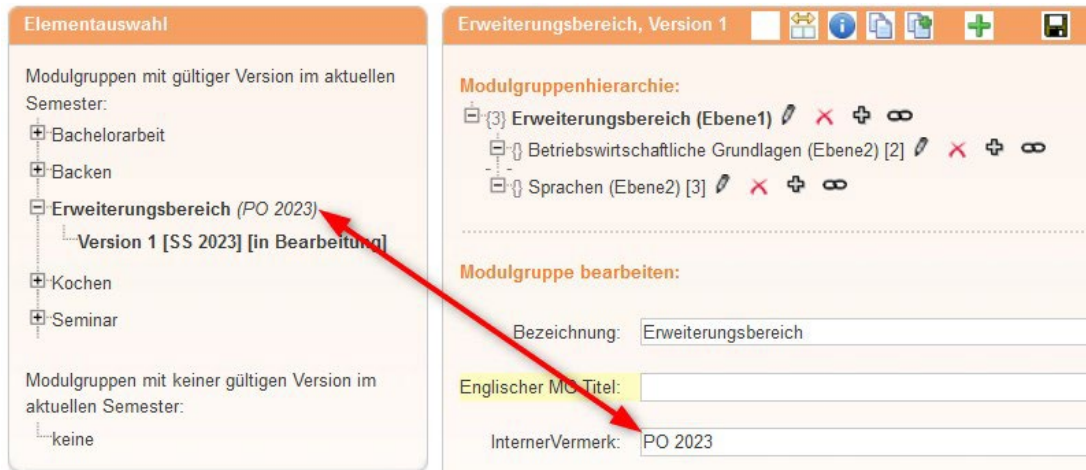 Elementauswahl
Modulgruppen mit gültiger Version im aktuellen
Semester:
Bachelorarbeit
Backen
Erweiterungsbereich (PO 2023)
Version 1 [SS 2023] [in Bearbeitung]
Kochen
Seminar
Modulgruppen mit keiner gültigen Version im
aktuellen Semester:
keine
Erweiterungsbereich, Version 1
Modulgruppenhierarchie:
{3} Erweiterungsbereich (Ebene1)
{} Betriebswirtschaftliche Grundlagen (Ebene2) [2]
{} Sprachen (Ebene2) [3]
Modulgruppe bearbeiten:
Bezeichnung: Erweiterungsbereich
Englischer MG Titel:
InternerVermerk: PO 2023